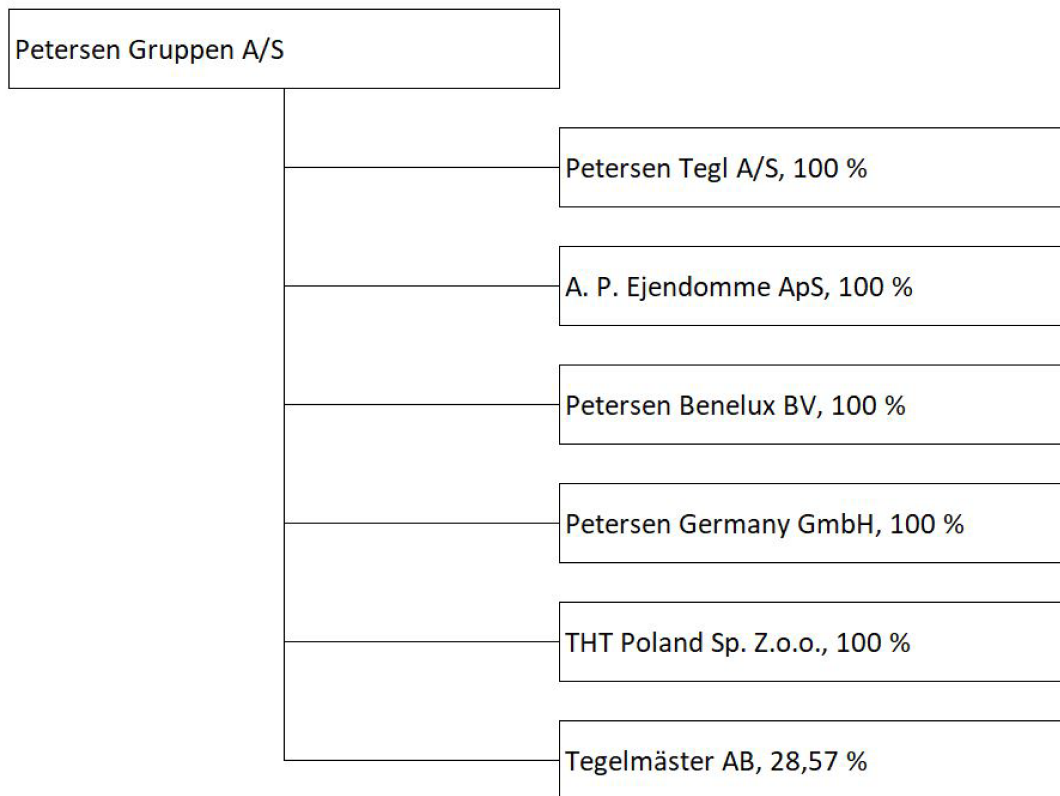 Petersen Gruppen A/S
Petersen Tegl A/S, 100 %
A. P. Ejendomme ApS, 100 %
Petersen Benelux BV, 100 %
Petersen Germany GmbH, 100 %
THT Poland Sp. Z.o.o., 100 %
Tegelmäster AB, 28,57 %